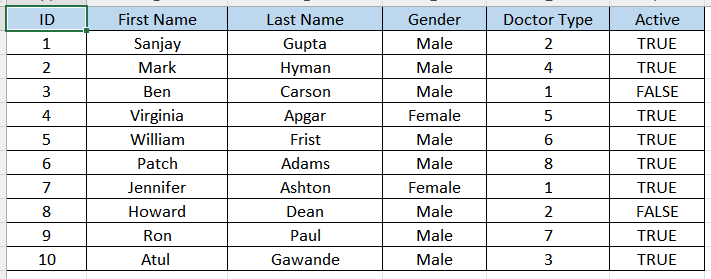 ID First Name Last Name Gender Doctor Type Active
1 Sanjay Gupta Male 2 TRUE
2 Mark Hyman Male 4 TRUE
3 Ben Carson Male 1 FALSE
4 Virginia Apgar Female 5 TRUE
5 William Frist Male 6 TRUE
6 Patch Adams Male 8 TRUE
7 Jennifer Ashton Female 1 TRUE
8 Howard Dean Male 2 FALSE
9 Ron Paul Male 7 TRUE
10 Atul Gawande Male 3 TRUE